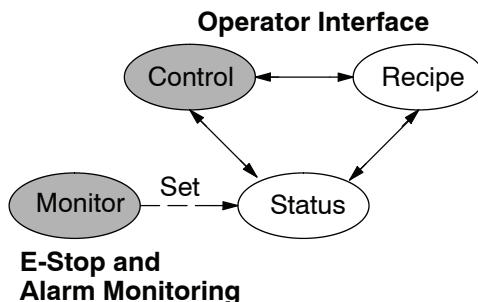 Operator Interface
Control
Recipe
Set
Monitor
Status
E-Stop and
Alarm Monitoring